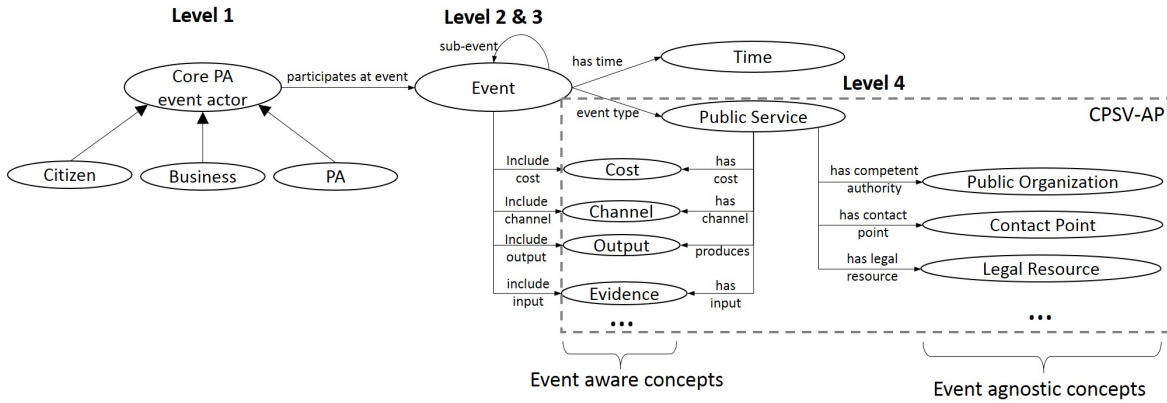 Level 1
Level 2 & 3
sub-event
has time
Time
Core PA
event actor
participates at event
Event
Level 4
event type
Public Service
CPSV-AP
Citizen
Business
PA
Include
cost
Cost
has
cost
has competent
authority
Public Organization
Include
channel
Channel
has
channel
has contact
point
Contact Point
Include
output
Output
produces
has legal
resource
Legal Resource
include
input
Evidence
has
input
...
...
Event aware concepts
Event agnostic concepts